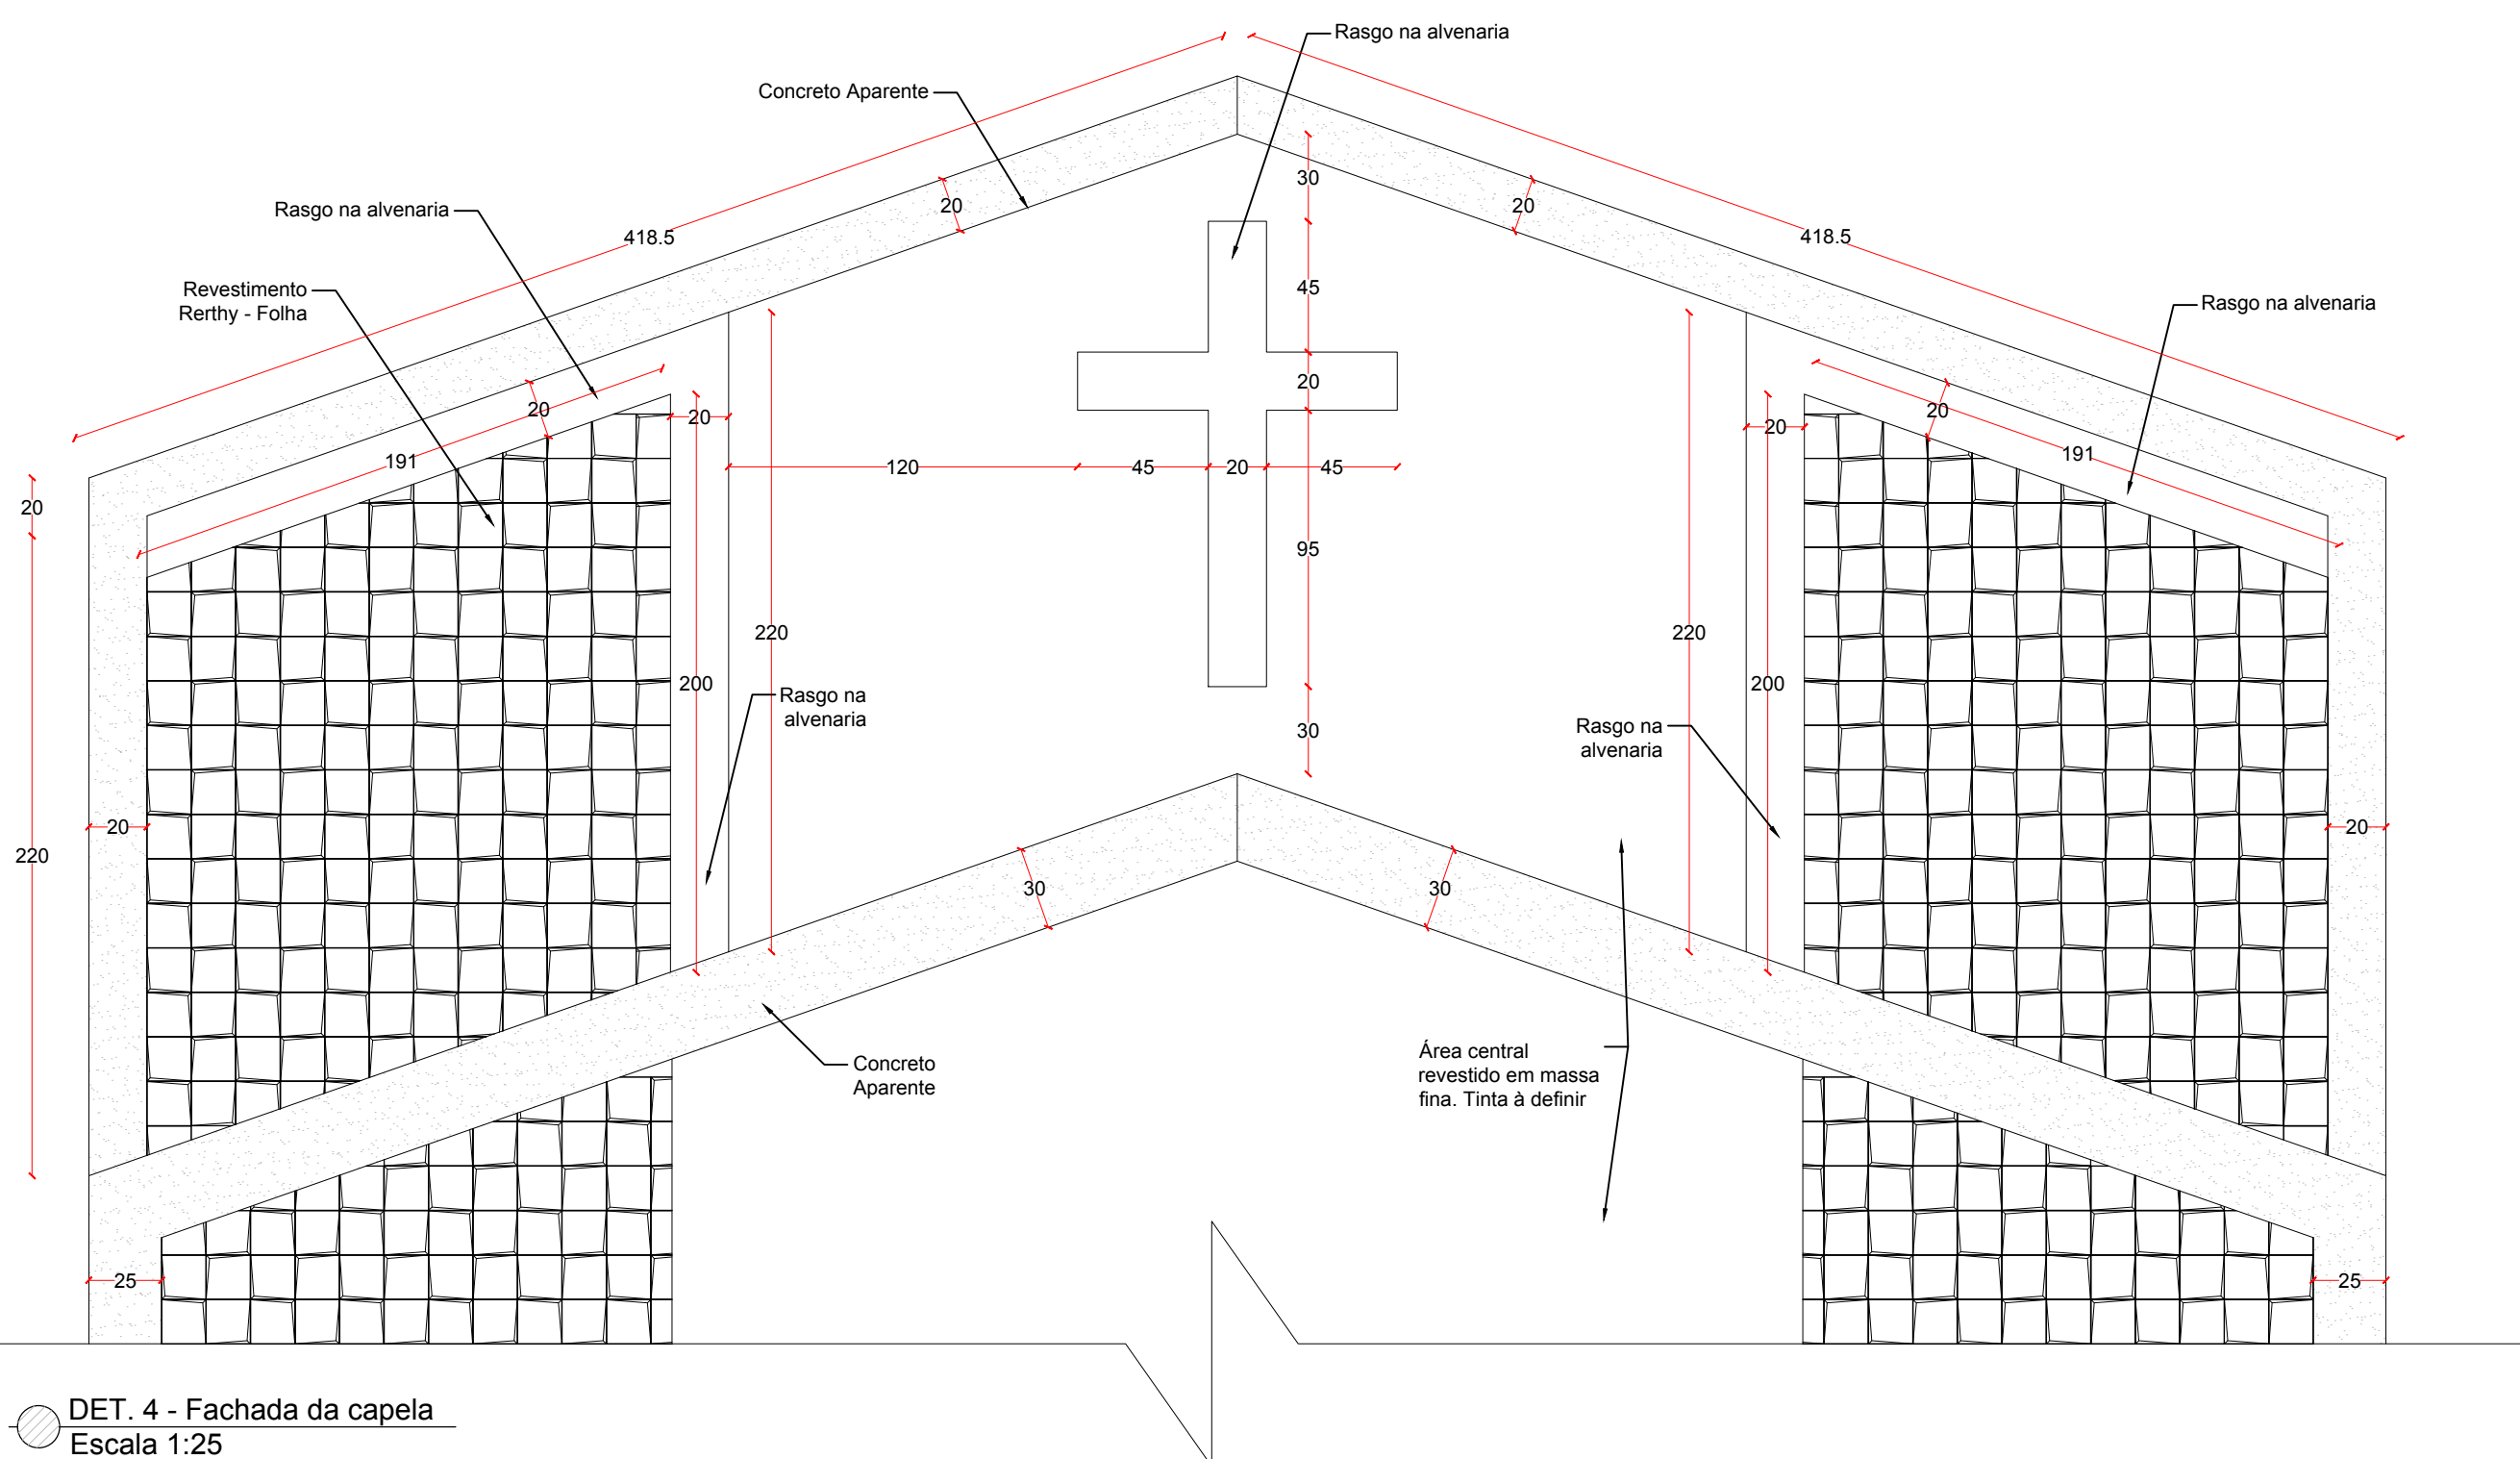 Rasgo na alvenaria
Concreto Aparente
30
20
20
Rasgo na alvenaria
418.5
418.5
Revestimento
Rerthy - Folha
45
Rasgo na alvenaria
20
20
20
20
20
191
120
45
20
45
191
20
95
220
220
200
200
Rasgo na
alvenaria
30
Rasgo na
alvenaria
20
20
220
30
30
Concreto
Aparente
Área central
revestido em massa
fina. Tinta à definir
25
25
DET. 4 - Fachada da capela
Escala 1:25